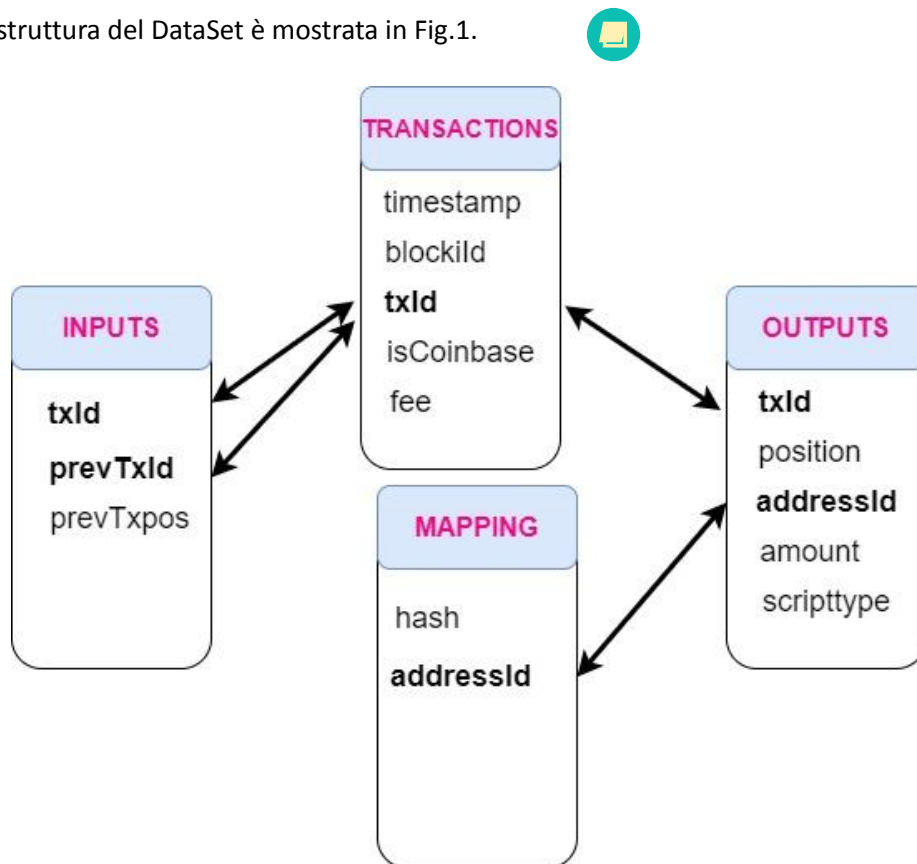 struttura del DataSet è mostrata in Fig.1.
TRANSACTIONS
timestamp
blockiId
txId
isCoinbase
fee
INPUTS
txId
prevTxId
prevTxpos
OUTPUTS
txId
position
addressId
amount
scripttype
MAPPING
hash
addressId